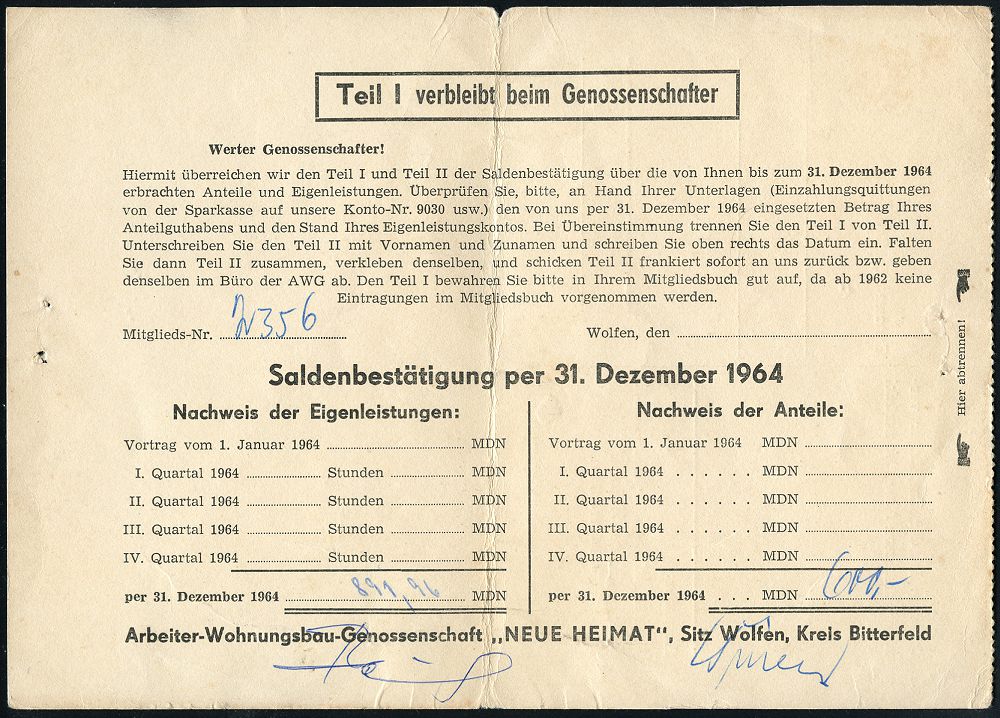 Teil I verbleibt beim Genossenschafter
Werter Genossenschafter!
Hiermit überreichen wir den Teil I und Teil II der Saldenbestätigung über die von Ihnen bis zum 31. Dezember 1964
erbrachten Anteile und Eigenleistungen. Überprüfen Sie, bitte, an Hand Ihrer Unterlagen (Einzahlungsquittungen
von der Sparkasse auf unsere Konto-Nr. 9030 usw.) den von uns per 31. Dezember 1964 eingesetzten Betrag Ihres
Anteilguthabens und den Stand Ihres Eigenleistungskontos. Bei Übereinstimmung trennen Sie den Teil I von Teil II.
Unterschreiben Sie den Teil II mit Vornamen und Zunamen und schreiben Sie oben rechts das Datum ein. Falten
Sie dann Teil II zusammen, verkleben denselben, und schicken Teil II frankiert sofort an uns zurück bzw. geben
denselben im Büro der AWG ab. Den Teil I bewahren Sie bitte in Ihrem Mitgliedsbuch gut auf, da ab 1962 keine
Eintragungen im Mitgliedsbuch vorgenommen werden.
Mitglieds-Nr. 356
Wolfen, den
Hier abtrennen!
Saldenbestätigung per 31. Dezember 1964
Nachweis der Eigenleistungen:
Vortrag vom 1. Januar 1964 MDN
I. Quartal 1964 Stunden MDN
II. Quartal 1964 Stunden MDN
III. Quartal 1964 Stunden MDN
IV. Quartal 1964 Stunden MDN
per 31. Dezember 1964 891,96 MDN
Nachweis der Anteile:
Vortrag vom 1. Januar 1964 MDN
I. Quartal 1964 . . . . . . MDN
II. Quartal 1964 . . . . . . MDN
III. Quartal 1964 . . . . . . MDN
IV. Quartal 1964 . . . . . . MDN
per 31. Dezember 1964 . . . MDN 600,-
Arbeiter-Wohnungsbau-Genossenschaft „NEUE HEIMAT", Sitz Wolfen, Kreis Bitterfeld